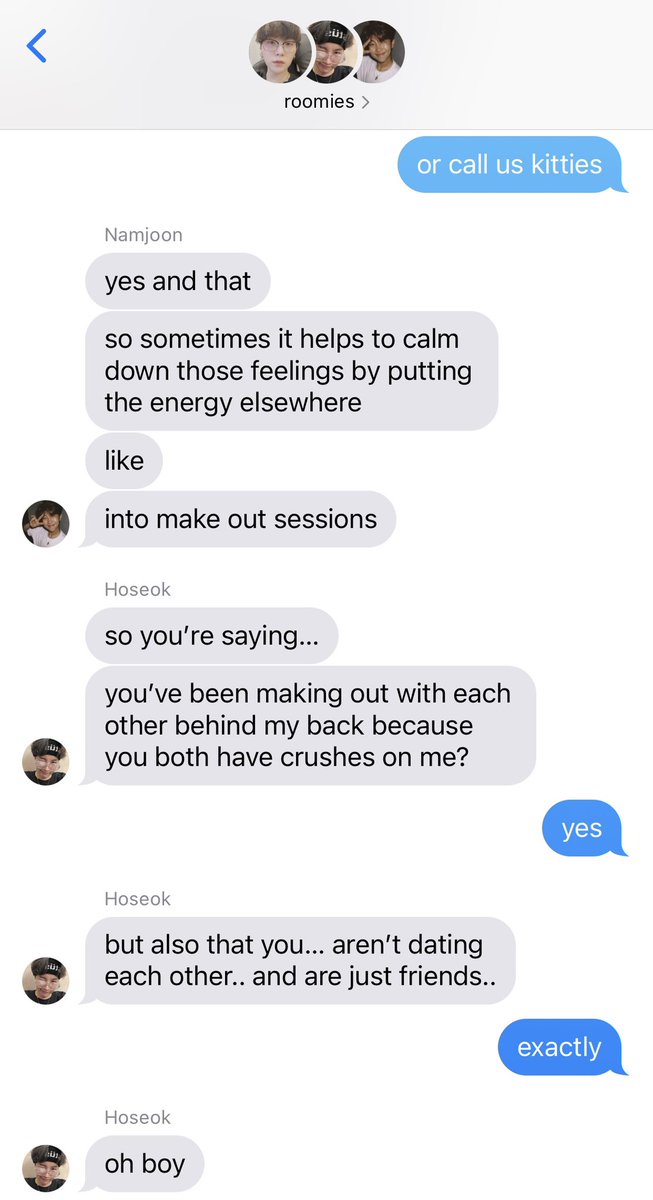 roomies
or call us kitties
Namjoon
yes and that
so sometimes it helps to calm
down those feelings by putting
the energy elsewhere
like
into make out sessions
Hoseok
so you’re saying...
you’ve been making out with each
other behind my back because
you both have crushes on me?
yes
Hoseok
but also that you... aren’t dating
each other.. and are just friends..
exactly
Hoseok
oh boy